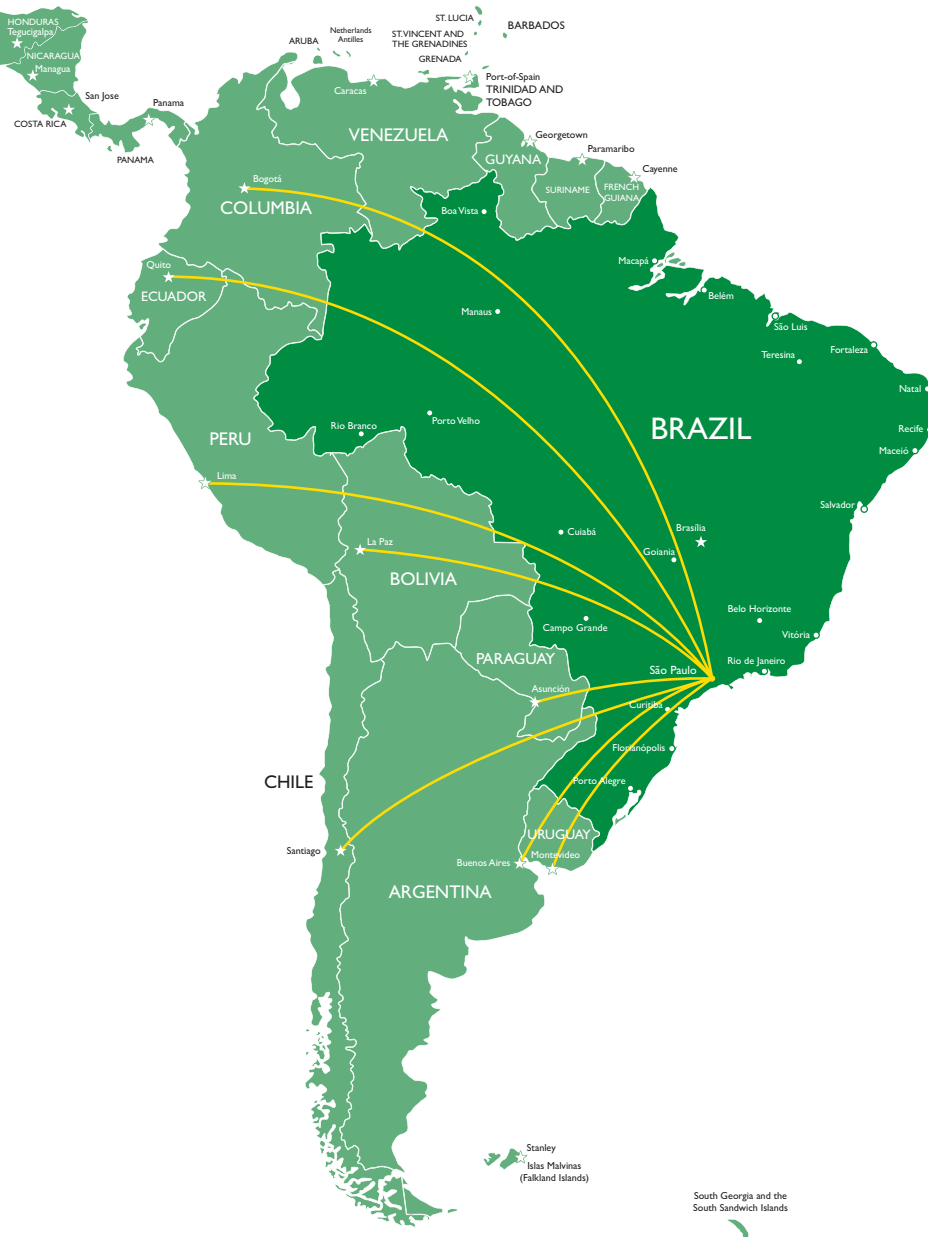 HONDURAS
Tegucigalpa
NICARAGUA
Managua
San Jose
COSTA RICA
Panama
PANAMA
ARUBA
Netherlands
Antilles
ST. LUCIA
BARBADOS
ST.VINCENT AND
THE GRENADINES
GRENADA
Port-of-Spain
TRINIDAD AND
TOBAGO
Caracas
VENEZUELA
Georgetown
GUYANA
Paramaribo
SURINAME
Cayenne
FRENCH
GUIANA
Bogotá
COLUMBIA
Boa Vista
Quito
ECUADOR
Macapá
Belém
Manaus
São Luis
Teresina
Fortaleza
Natal
Recife
Maceió
BRAZIL
PERU
Rio Branco
Porto Velho
Lima
Salvador
Brasília
Cuiabá
Goiania
La Paz
BOLIVIA
Belo Horizonte
Campo Grande
Vitória
PARAGUAY
São Paulo
Rio de Janeiro
Asunción
Curitiba
Florianópolis
CHILE
Porto Alegre
URUGUAY
Santiago
Buenos Aires
Montevideo
ARGENTINA
Stanley
Islas Malvinas
(Falkland Islands)
South Georgia and the
South Sandwich Islands